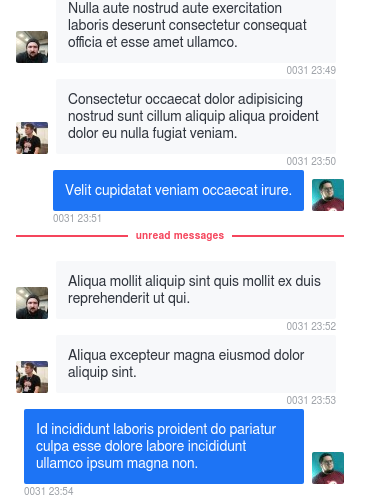 Nulla aute nostrud aute exercitation
laboris deserunt consectetur consequat
officia et esse amet ullamco.
0031 23:49
Consectetur occaecat dolor adipisicing
nostrud sunt cillum aliquip aliqua proident
dolor eu nulla fugiat veniam.
0031 23:50
Velit cupidatat veniam occaecat irure.
0031 23:51
unread messages
Aliqua mollit aliquip sint quis mollit ex duis
reprehenderit ut qui.
0031 23:52
Aliqua excepteur magna eiusmod dolor
aliquip sint.
0031 23:53
Id incididunt laboris proident do pariatur
culpa esse dolore labore incididunt
ullamco ipsum magna non.
0031 23:54